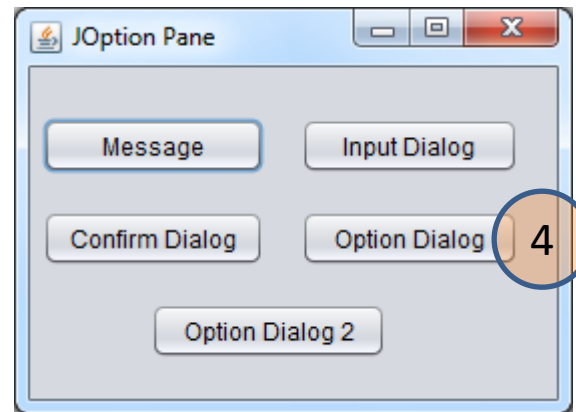 JOption Pane
Message
Input Dialog
Confirm Dialog
Option Dialog
4
Option Dialog 2